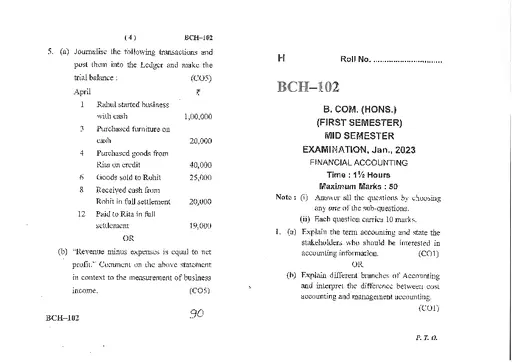 ( 4 ) BCH–102
5. (a) Journalise the following transactions and
post them into the Ledger and make the
trial balance : (CO5)
April ₹
1 Rahul started business
with cash 1,00,000
3 Purchased furniture on
cash 20,000
4 Purchased goods from
Rita on credit 40,000
6 Goods sold to Rohit 25,000
8 Received cash from
Rohit in full settlement 20,000
12 Paid to Rita in full
settlement 19,000
OR
(b) "Revenue minus expenses is equal to net
profit." Comment on the above statement
in context to the measurement of business
income. (CO5)
BCH–102 90
H Roll No. ..............................
BCH–102
B. COM. (HONS.)
(FIRST SEMESTER)
MID SEMESTER
EXAMINATION, Jan., 2023
FINANCIAL ACCOUNTING
Time : 1½ Hours
Maximum Marks : 50
Note : (i) Answer all the questions by choosing
any one of the sub-questions.
(ii) Each question carries 10 marks.
1. (a) Explain the term accounting and state the
stakeholders who should be interested in
accounting information. (CO1)
OR
(b) Explain different branches of Accounting
and interpret the difference between cost
accounting and management accounting.
(CO1)
P. T. O.